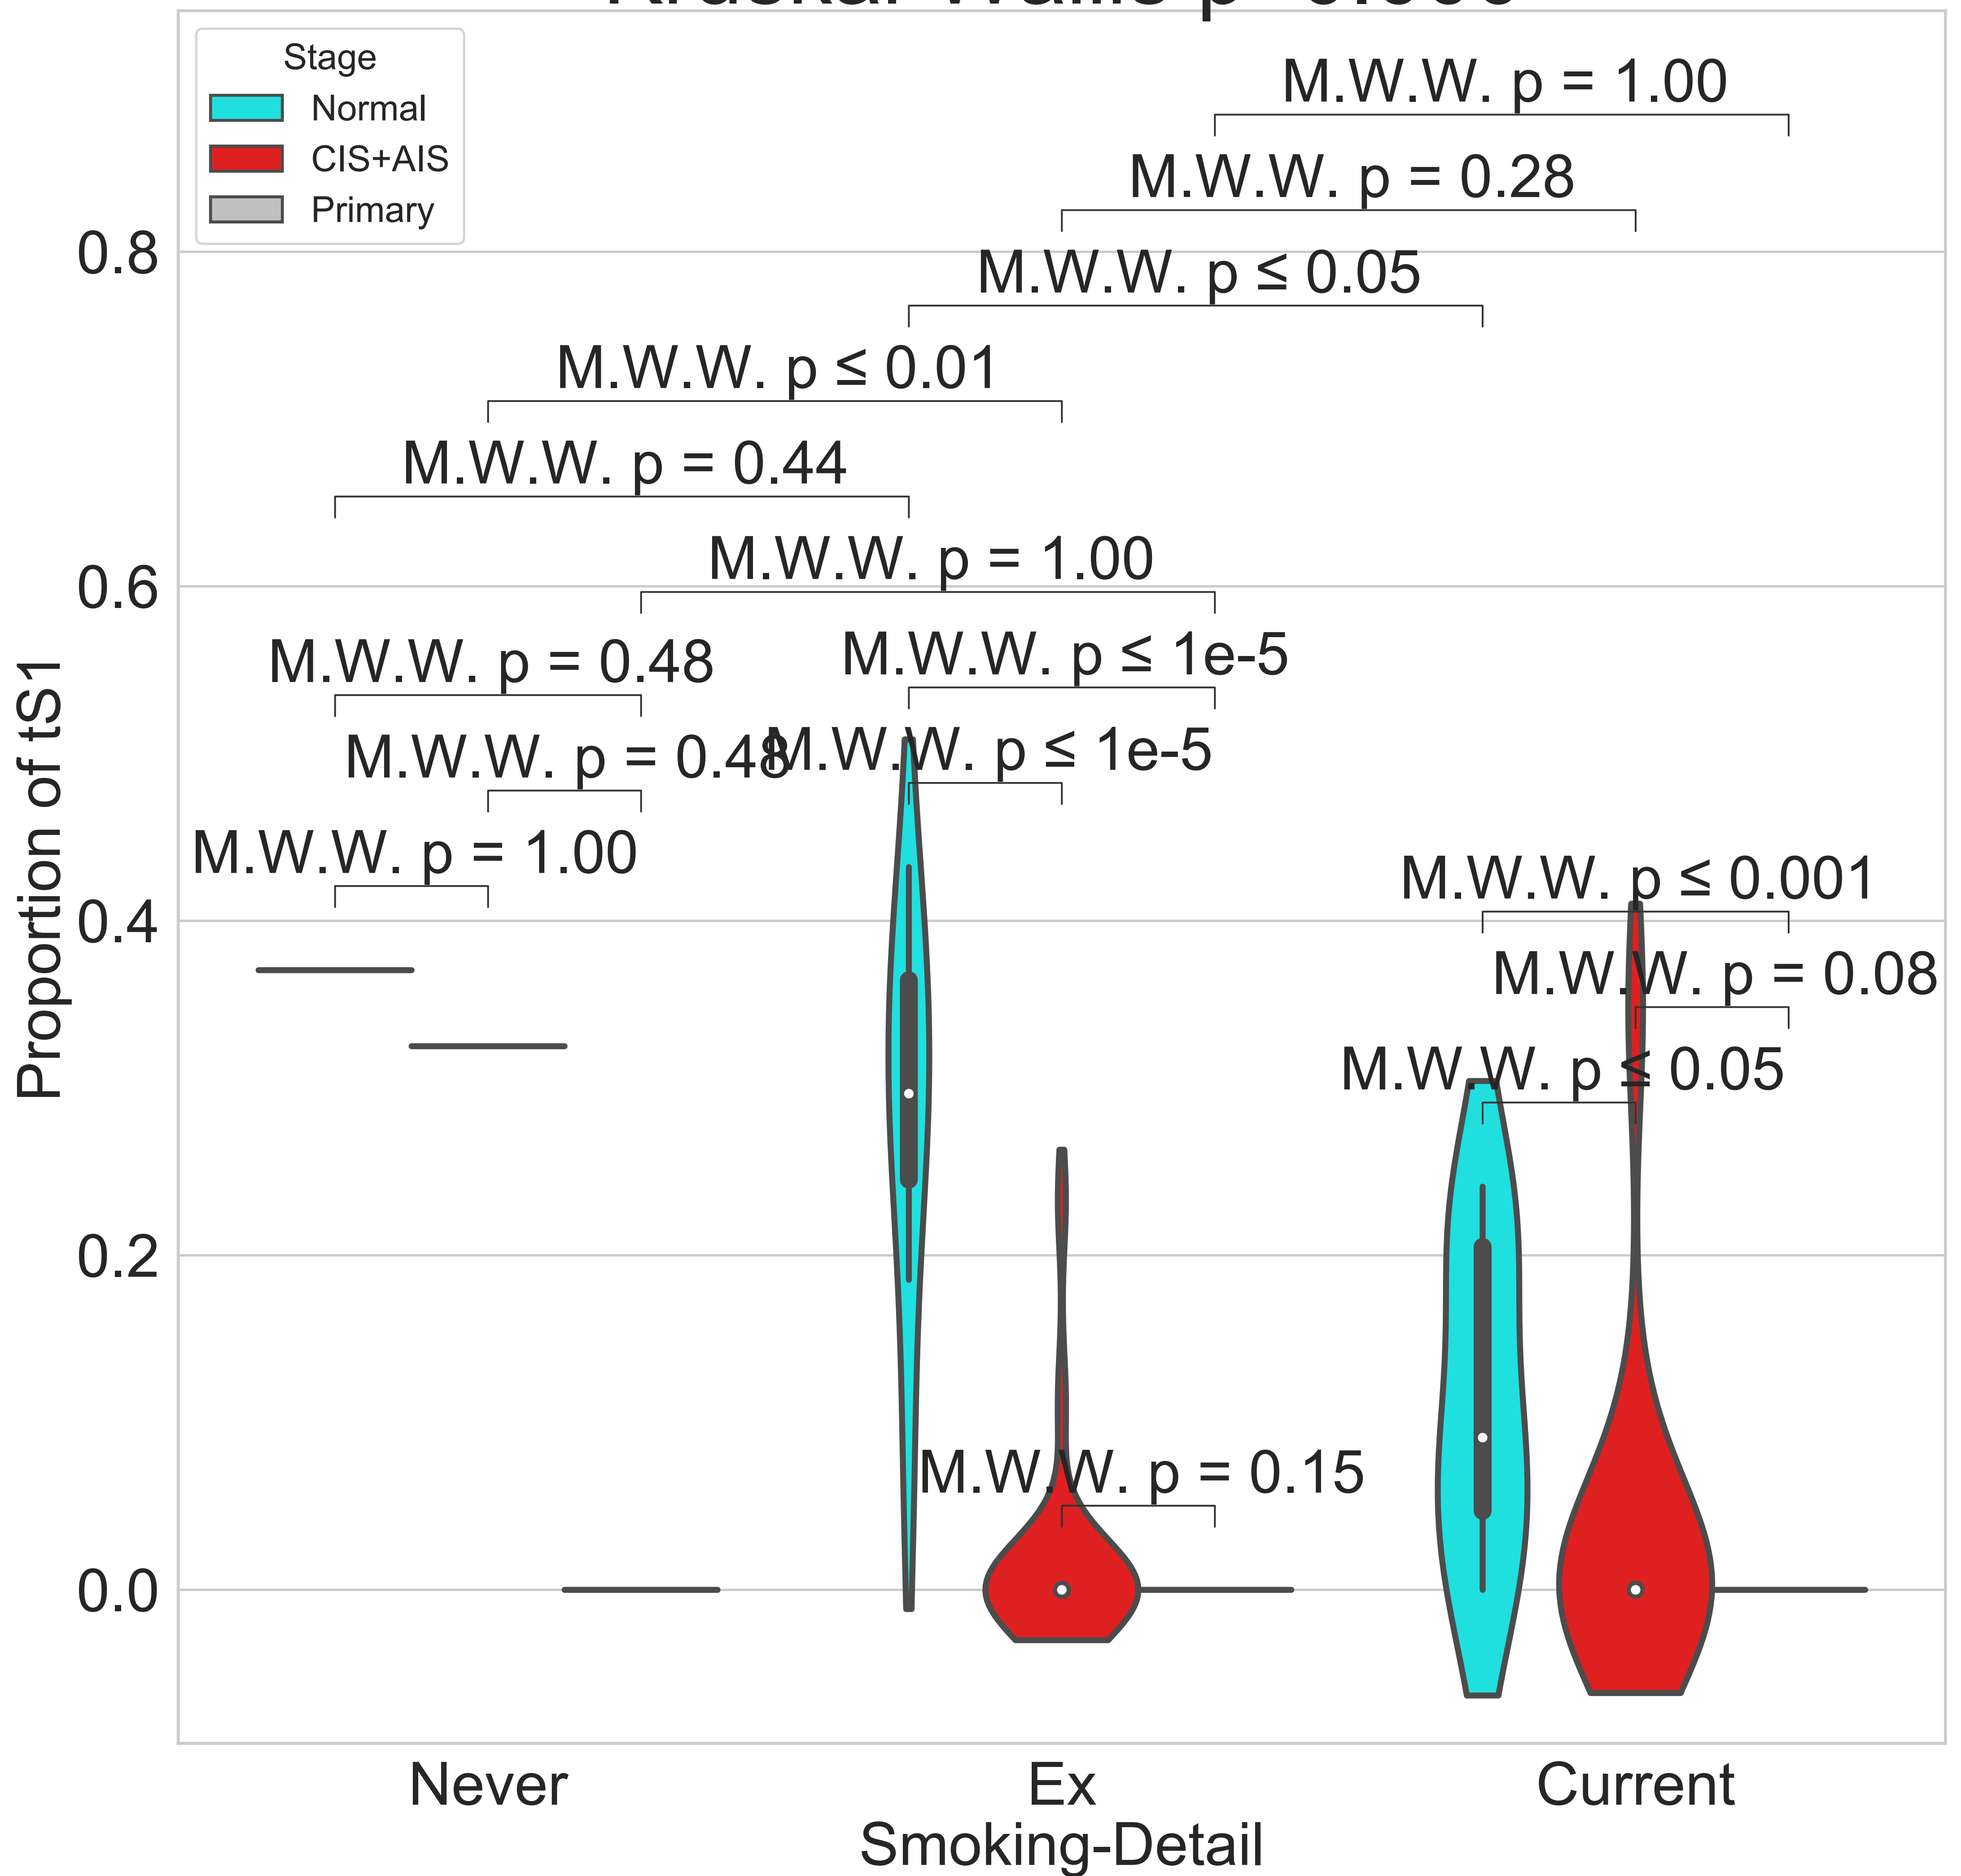 Stage
Normal
CIS+AIS
Primary
M.W.W. p = 1.00
M.W.W. p = 0.28
M.W.W. p ≤ 0.05
M.W.W. p ≤ 0.01
M.W.W. p = 0.44
M.W.W. p = 1.00
M.W.W. p = 0.48
M.W.W. p ≤ 1e-5
M.W.W. p = 0.48
M.W.W. p ≤ 1e-5
M.W.W. p = 1.00
M.W.W. p ≤ 0.001
M.W.W. p = 0.08
M.W.W. p ≤ 0.05
M.W.W. p = 0.15
0.8
0.6
0.4
0.2
0.0
Proportion of tS1
Never
Ex
Current
Smoking-Detail